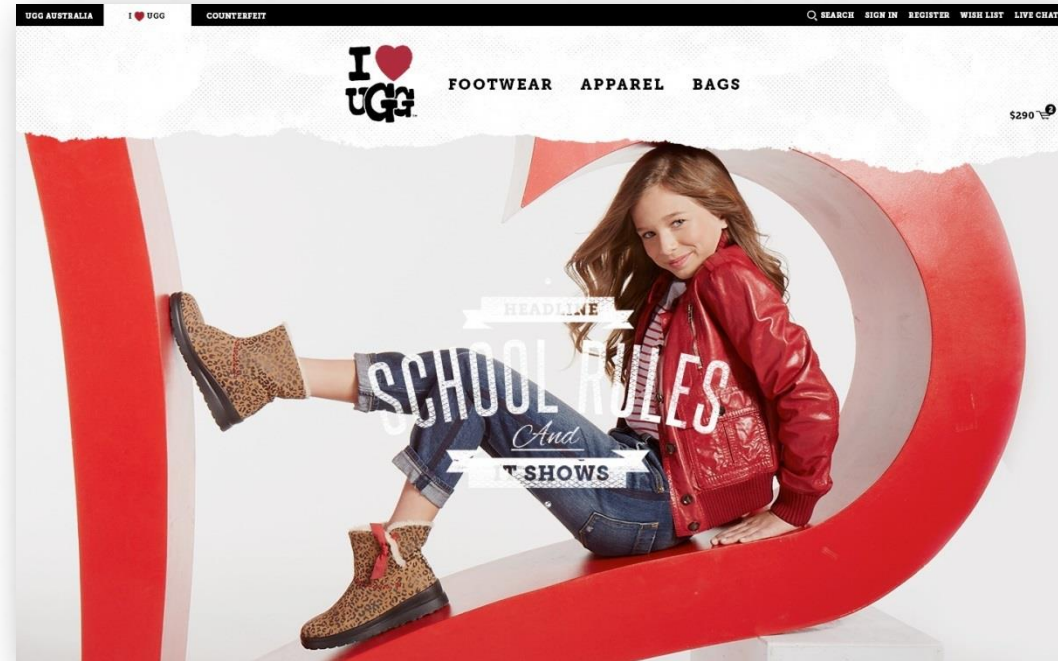 UGG AUSTRALIA
I ❤ UGG
COUNTERFEIT
SEARCH SIGN IN REGISTER WISH LIST LIVE CHAT
I ❤
UGG
FOOTWEAR APPAREL BAGS
$290 2
HEADLINE
SCHOOL RULES
And
IT SHOWS